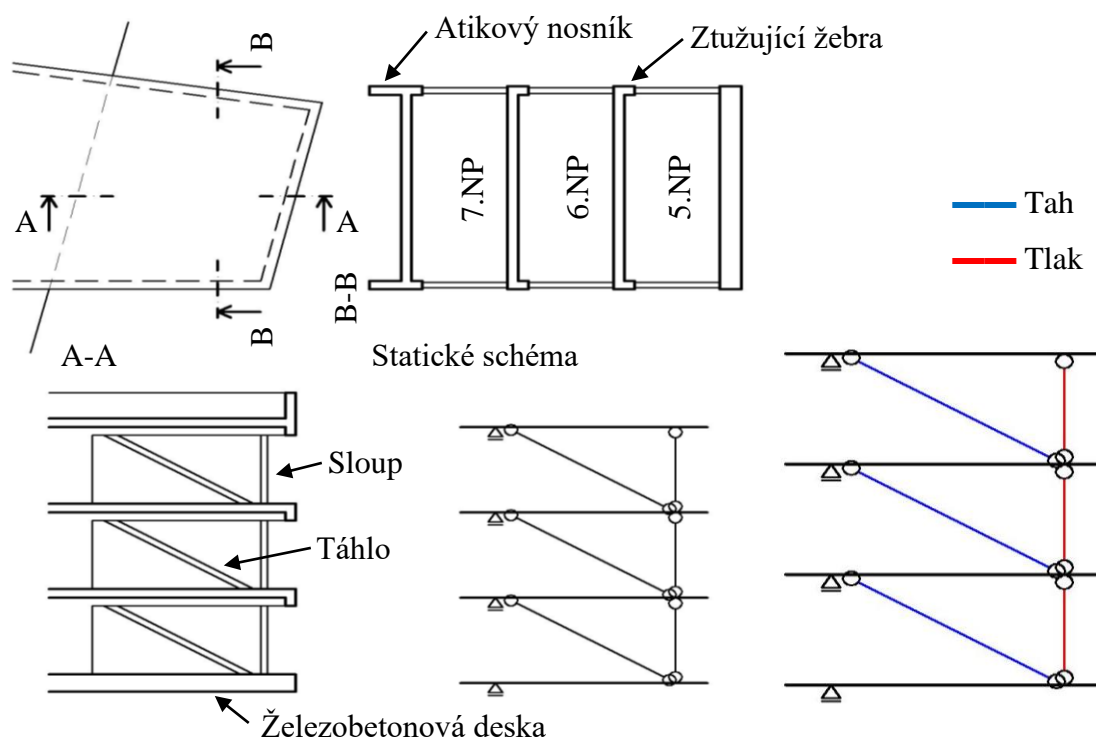 Atikový nosník
Ztužující žebra
B
7.NP
6.NP
5.NP
Tah
A
A
Tlak
B
B-B
A-A
Statické schéma
Sloup
Táhlo
Železobetonová deska